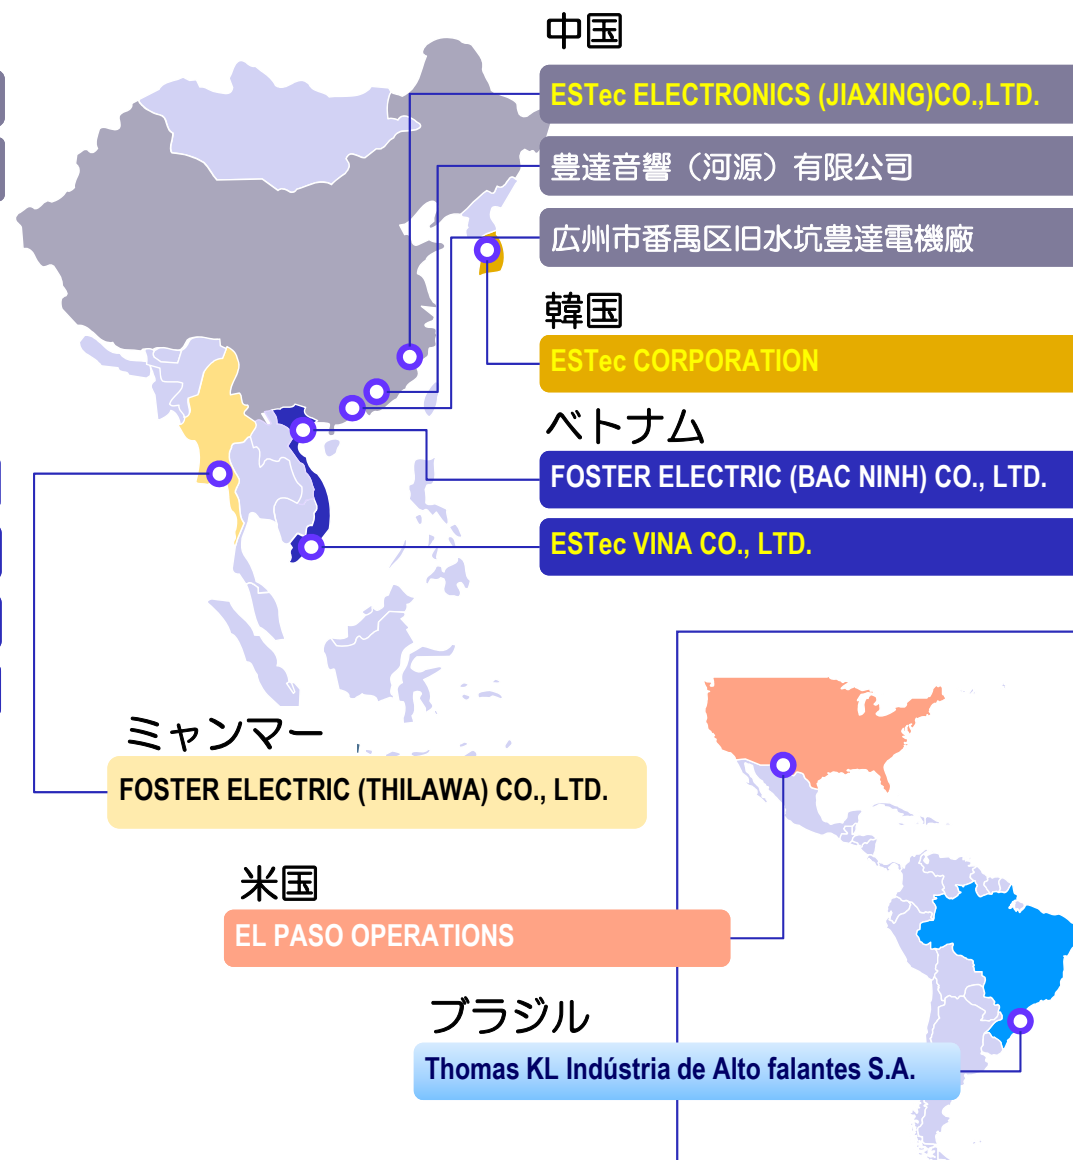 中国
ESTec ELECTRONICS (JIAXING)CO.,LTD.
豊達音響（河源）有限公司
広州市番禺区旧水坑豊達電機廠
韓国
ESTec CORPORATION
ベトナム
FOSTER ELECTRIC (BAC NINH) CO., LTD.
ESTec VINA CO., LTD.
ミャンマー
FOSTER ELECTRIC (THILAWA) CO., LTD.
米国
EL PASO OPERATIONS
ブラジル
Thomas KL Indústria de Alto falantes S.A.